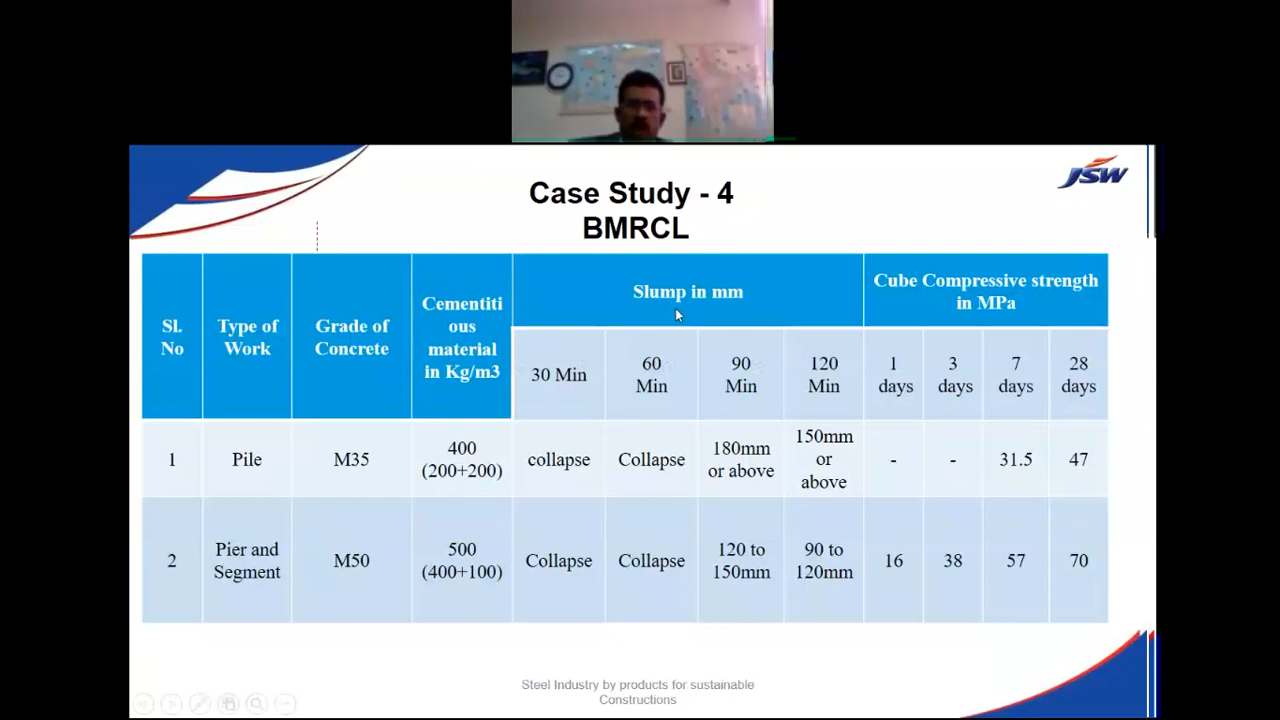 JSW
Case Study - 4
BMRCL
Sl.
No
Type of
Work
Grade of
Concrete
Cementiti
ous
material
in Kg/m3
Slump in mm
Cube Compressive strength
in MPa
30 Min
60
Min
90
Min
120
Min
1
days
3
days
7
days
28
days
1
Pile
M35
400
(200+200)
collapse
Collapse
180mm
or above
150mm
or
above
-
-
31.5
47
2
Pier and
Segment
M50
500
(400+100)
Collapse
Collapse
120 to
150mm
90 to
120mm
16
38
57
70
Steel Industry by products for sustainable
Constructions